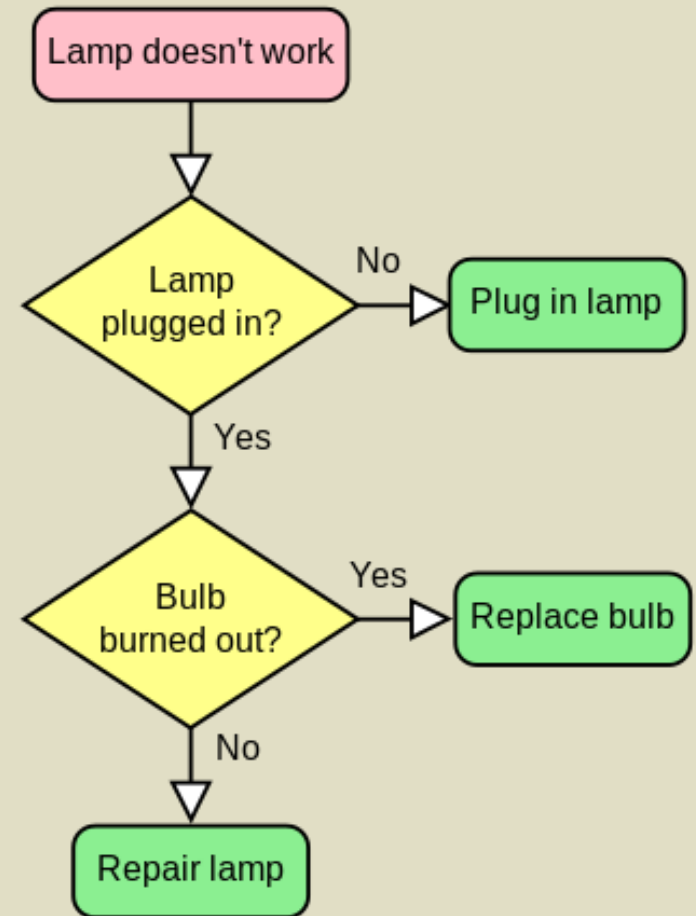 Lamp doesn't work
Lamp
plugged in?
No
Plug in lamp
Yes
Bulb
burned out?
Yes
Replace bulb
No
Repair lamp